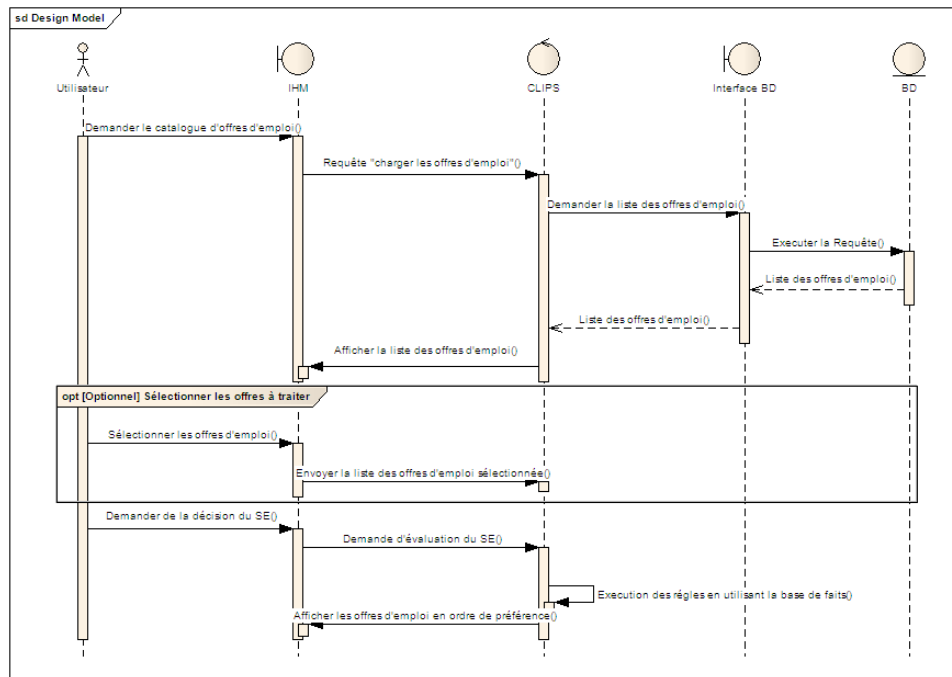 sd Design Model
Utilisateur
IHM
CLIPS
Interface BD
BD
Demander le catalogue d'offres d'emploi()
Requête "charger les offres d'emploi"()
Demander la liste des offres d'emploi()
Executer la Requête()
Liste des offres d'emploi()
Liste des offres d'emploi()
Afficher la liste des offres d'emploi()
opt [Optionnel] Sélectionner les offres à traiter
Sélectionner les offres d'emploi()
Envoyer la liste des offres d'emploi sélectionnée()
Demander de la décision du SE()
Demande d'évaluation du SE()
Execution des régles en utilisant la base de faits()
Afficher les offres d'emploi en ordre de préférence()